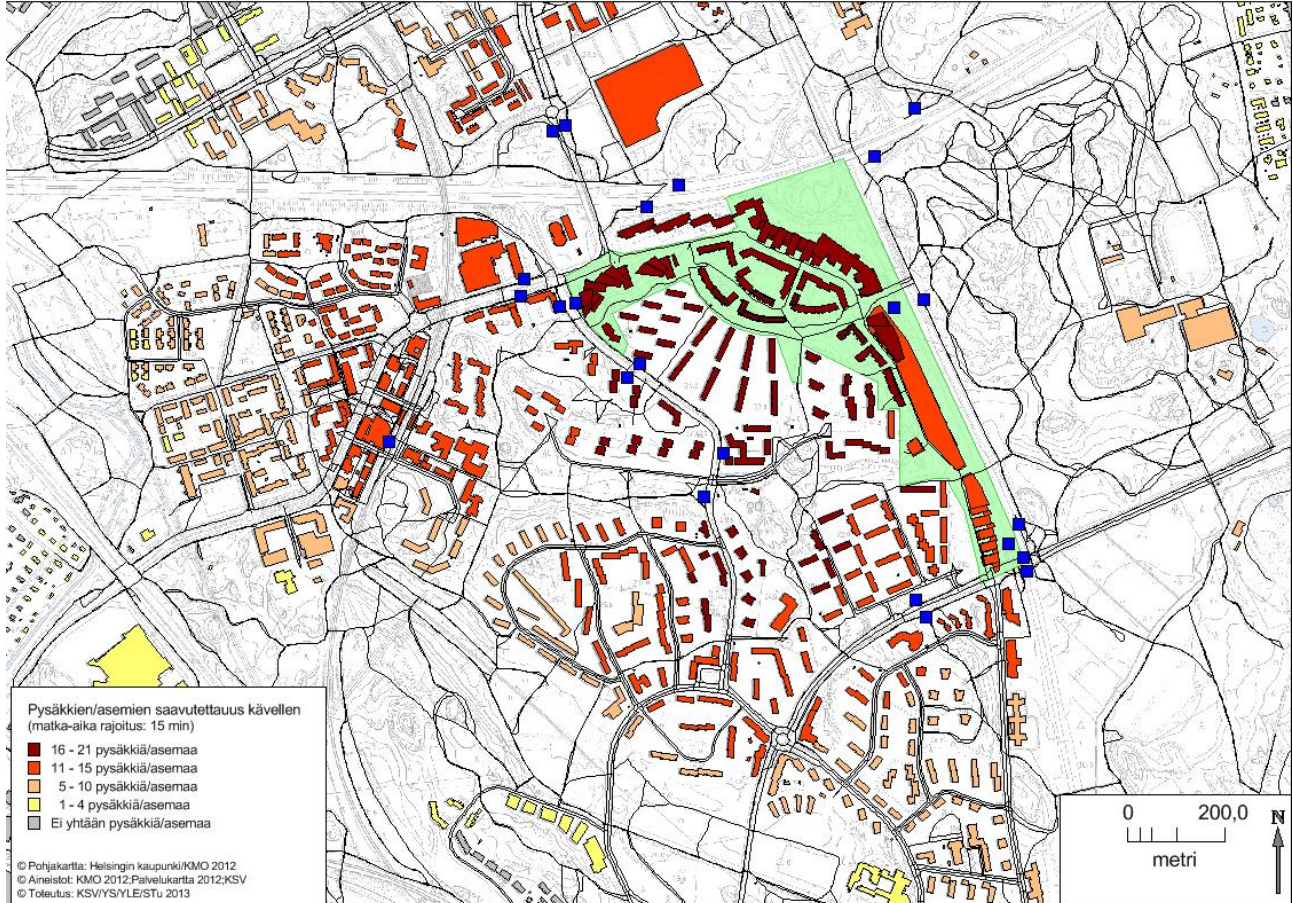 Pysäkkien/asemien saavutettavuus kävellen
(matka-aika rajoitus: 15 min)
16 - 21 pysäkkiä/asemaa
11 - 15 pysäkkiä/asemaa
5 - 10 pysäkkiä/asemaa
1 - 4 pysäkkiä/asemaa
Ei yhtään pysäkkiä/asemaa
© Pohjakartta: Helsingin kaupunki/KMO 2012
© Aineistot: KMO 2012;Palvelukartta 2012;KSV
© Toteutus: KSV/YS/YLE/STu 2013
0 200,0
metri
N